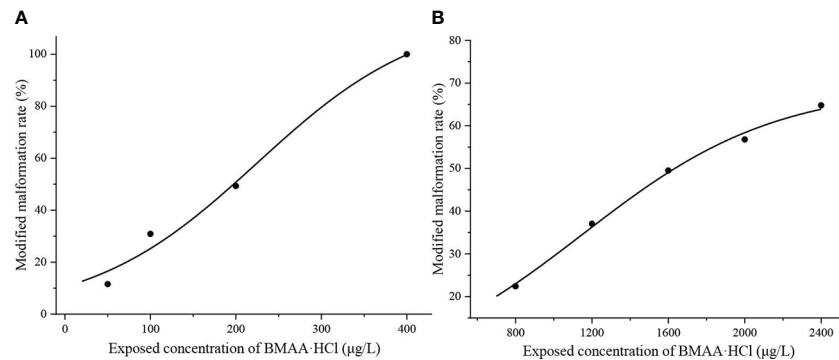 A
B
Modified malformation rate (%)
100
80
60
40
20
0
0 100 200 300 400
Exposed concentration of BMAA·HCl (μg/L)
Modified malformation rate (%)
80
70
60
50
40
30
20
800 1200 1600 2000 2400
Exposed concentration of BMAA·HCl (μg/L)